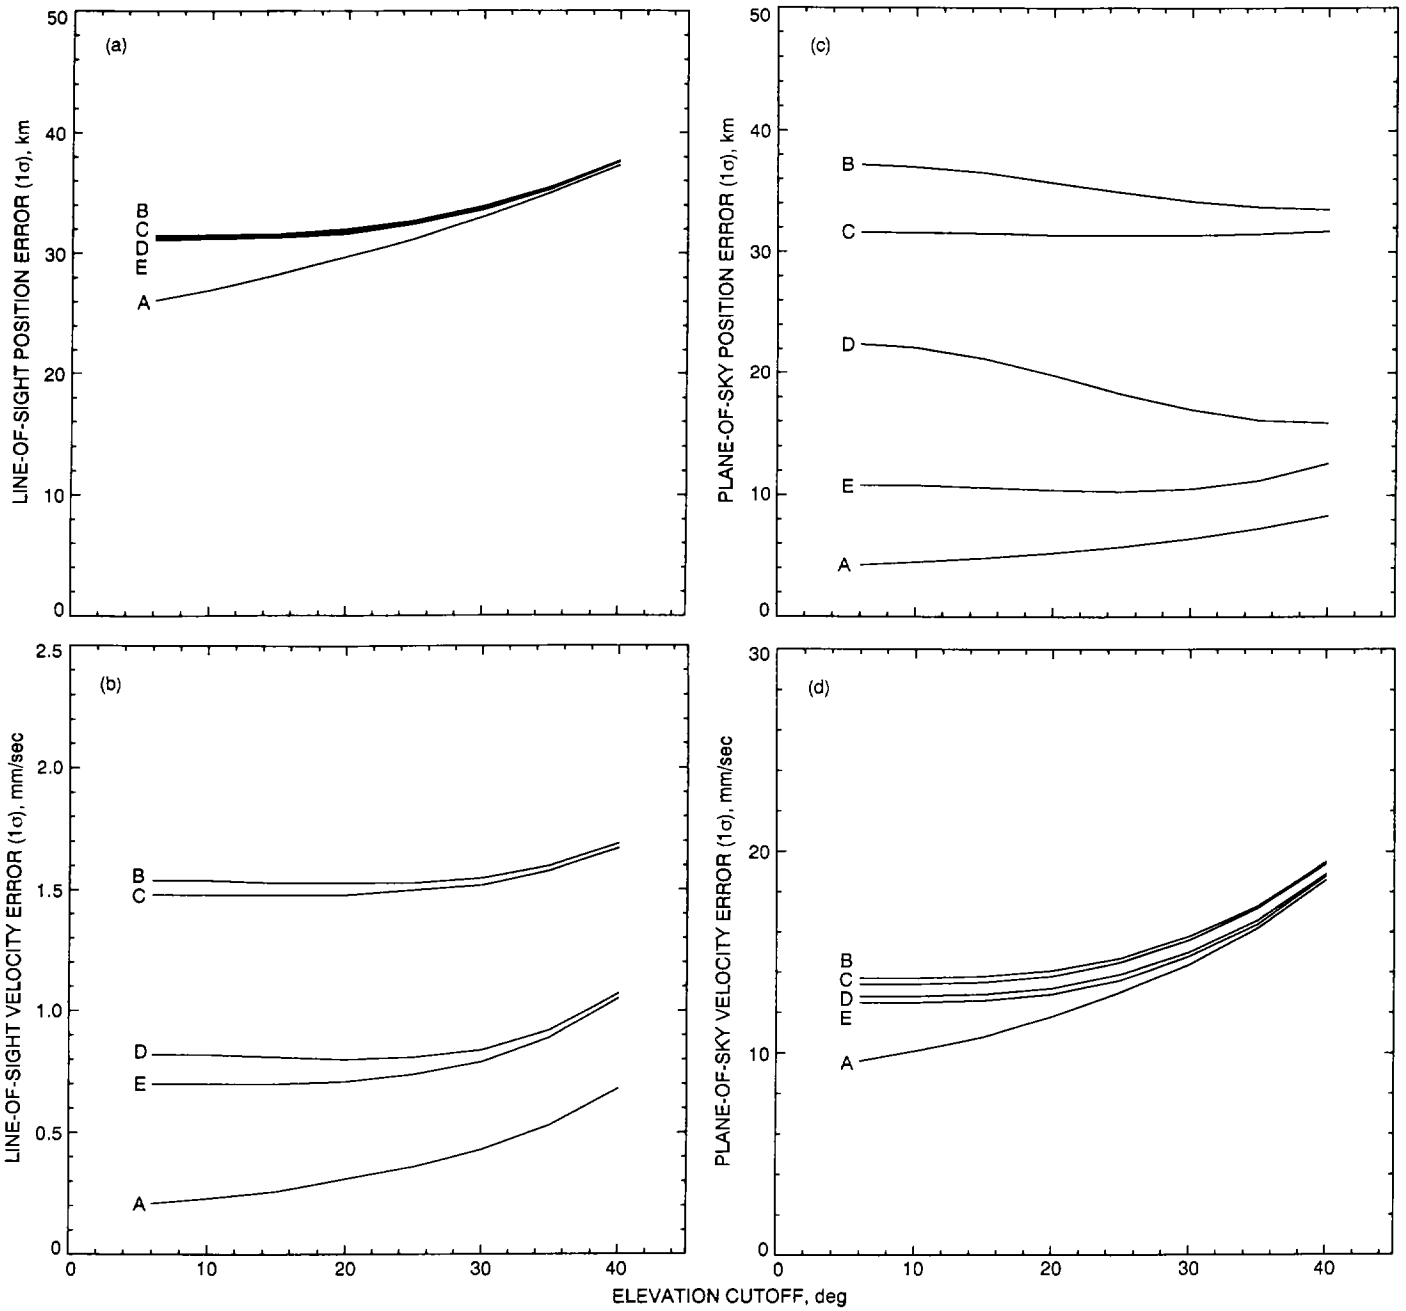 (a)
50
40
30
20
10
0
LINE-OF-SIGHT POSITION ERROR (1σ), km
B
C
D
E
A
(c)
50
40
30
20
10
0
PLANE-OF-SKY POSITION ERROR (1σ), km
B
C
D
E
A
(b)
2.5
2.0
1.5
1.0
0.5
0
LINE-OF-SIGHT VELOCITY ERROR (1σ), mm/sec
B
C
D
E
A
0 10 20 30 40
(d)
30
20
10
0
PLANE-OF-SKY VELOCITY ERROR (1σ), mm/sec
B
C
D
E
A
0 10 20 30 40
ELEVATION CUTOFF, deg